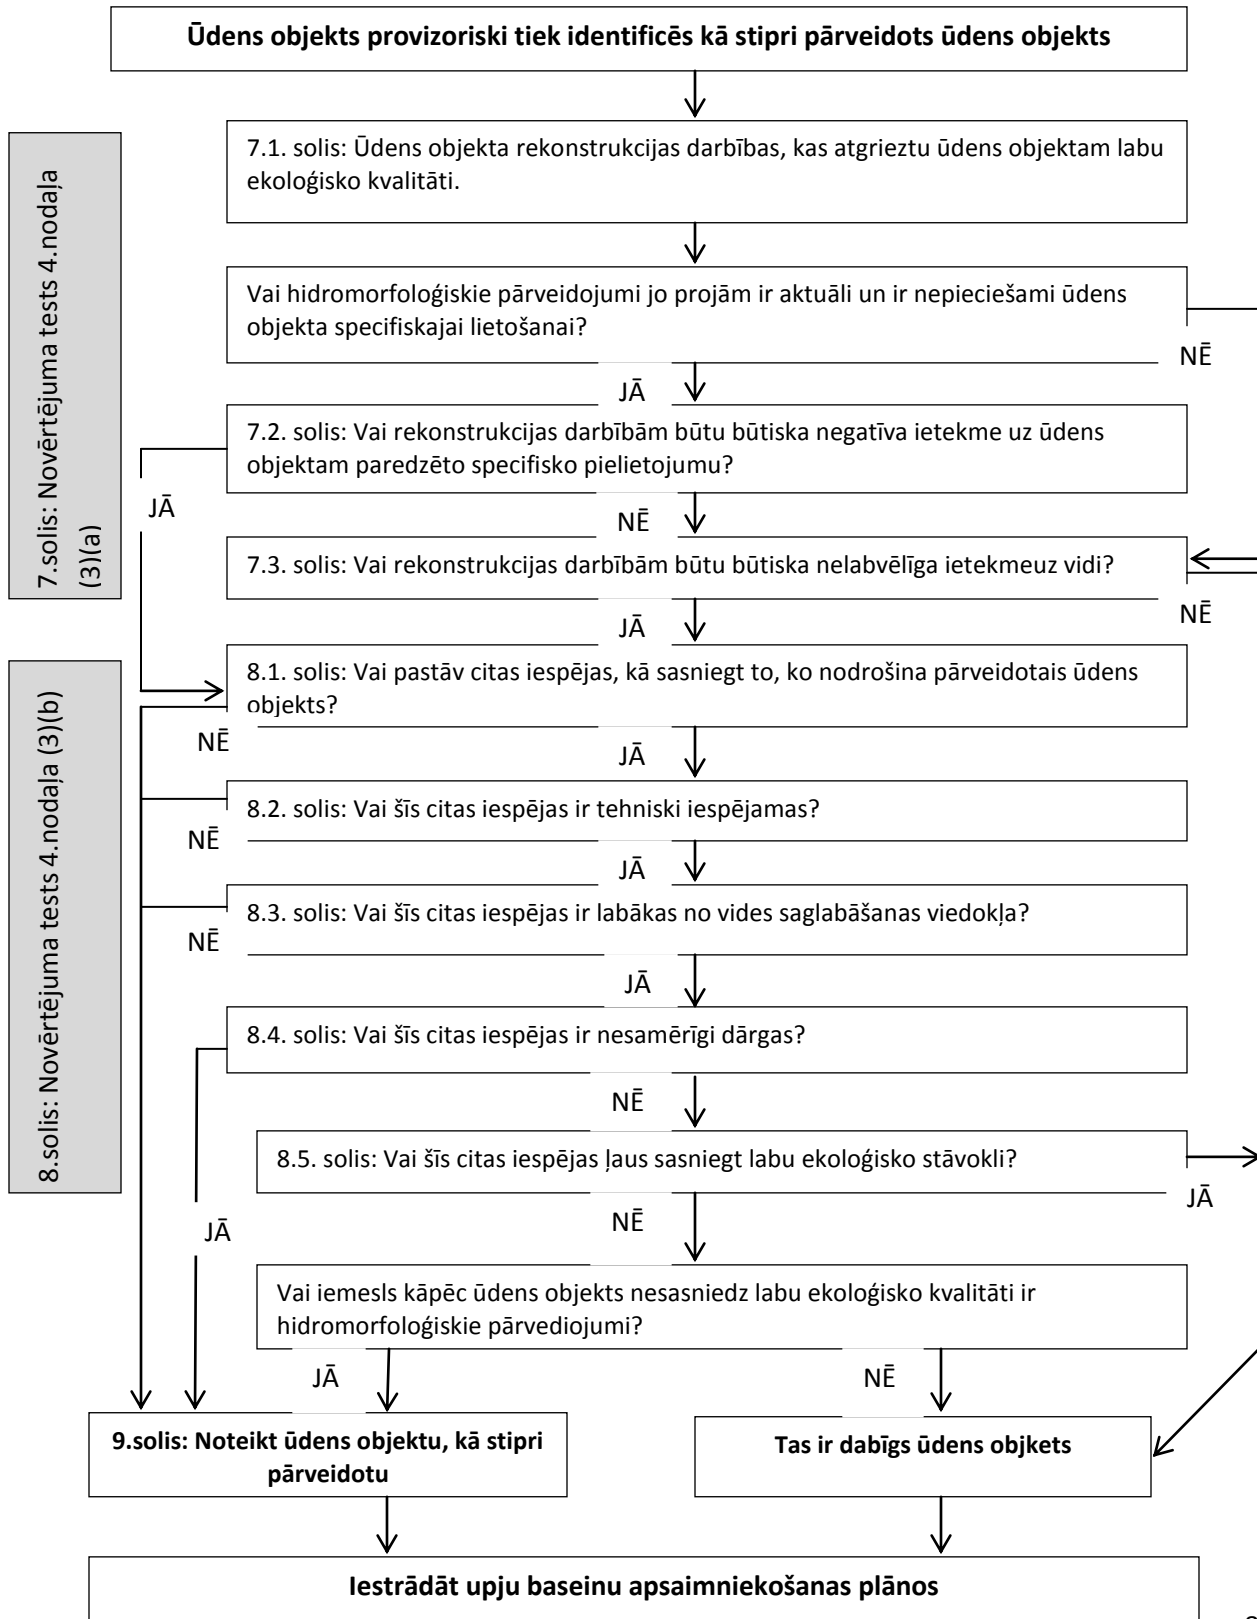 Ūdens objekts provizoriski tiek identificēs kā stipri pārveidots ūdens objekts
7.solis: Novērtējuma tests 4.nodaļa
(3)(a)
7.1. solis: Ūdens objekta rekonstrukcijas darbības, kas atgrieztu ūdens objektam labu
ekoloģisko kvalitāti.
Vai hidromorfoloģiskie pārveidojumi jo projām ir aktuāli un ir nepieciešami ūdens
objekta specifiskajai lietošanai?
NĒ
JĀ
7.2. solis: Vai rekonstrukcijas darbībām būtu būtiska negatīva ietekme uz ūdens
objektam paredzēto specifisko pielietojumu?
JĀ
NĒ
7.3. solis: Vai rekonstrukcijas darbībām būtu būtiska nelabvēlīga ietekmeuz vidi?
NĒ
JĀ
8.solis: Novērtējuma tests 4.nodaļa (3)(b)
8.1. solis: Vai pastāv citas iespējas, kā sasniegt to, ko nodrošina pārveidotais ūdens
objekts?
NĒ
JĀ
8.2. solis: Vai šīs citas iespējas ir tehniski iespējamas?
NĒ
JĀ
8.3. solis: Vai šīs citas iespējas ir labākas no vides saglabāšanas viedokļa?
NĒ
JĀ
8.4. solis: Vai šīs citas iespējas ir nesamērīgi dārgas?
NĒ
8.5. solis: Vai šīs citas iespējas ļaus sasniegt labu ekoloģisko stāvokli?
JĀ
NĒ
JĀ
Vai iemesls kāpēc ūdens objekts nesasniedz labu ekoloģisko kvalitāti ir
hidromorfoloģiskie pārvediojumi?
JĀ
NĒ
9.solis: Noteikt ūdens objektu, kā stipri
pārveidotu
Tas ir dabīgs ūdens objkets
Iestrādāt upju baseinu apsaimniekošanas plānos